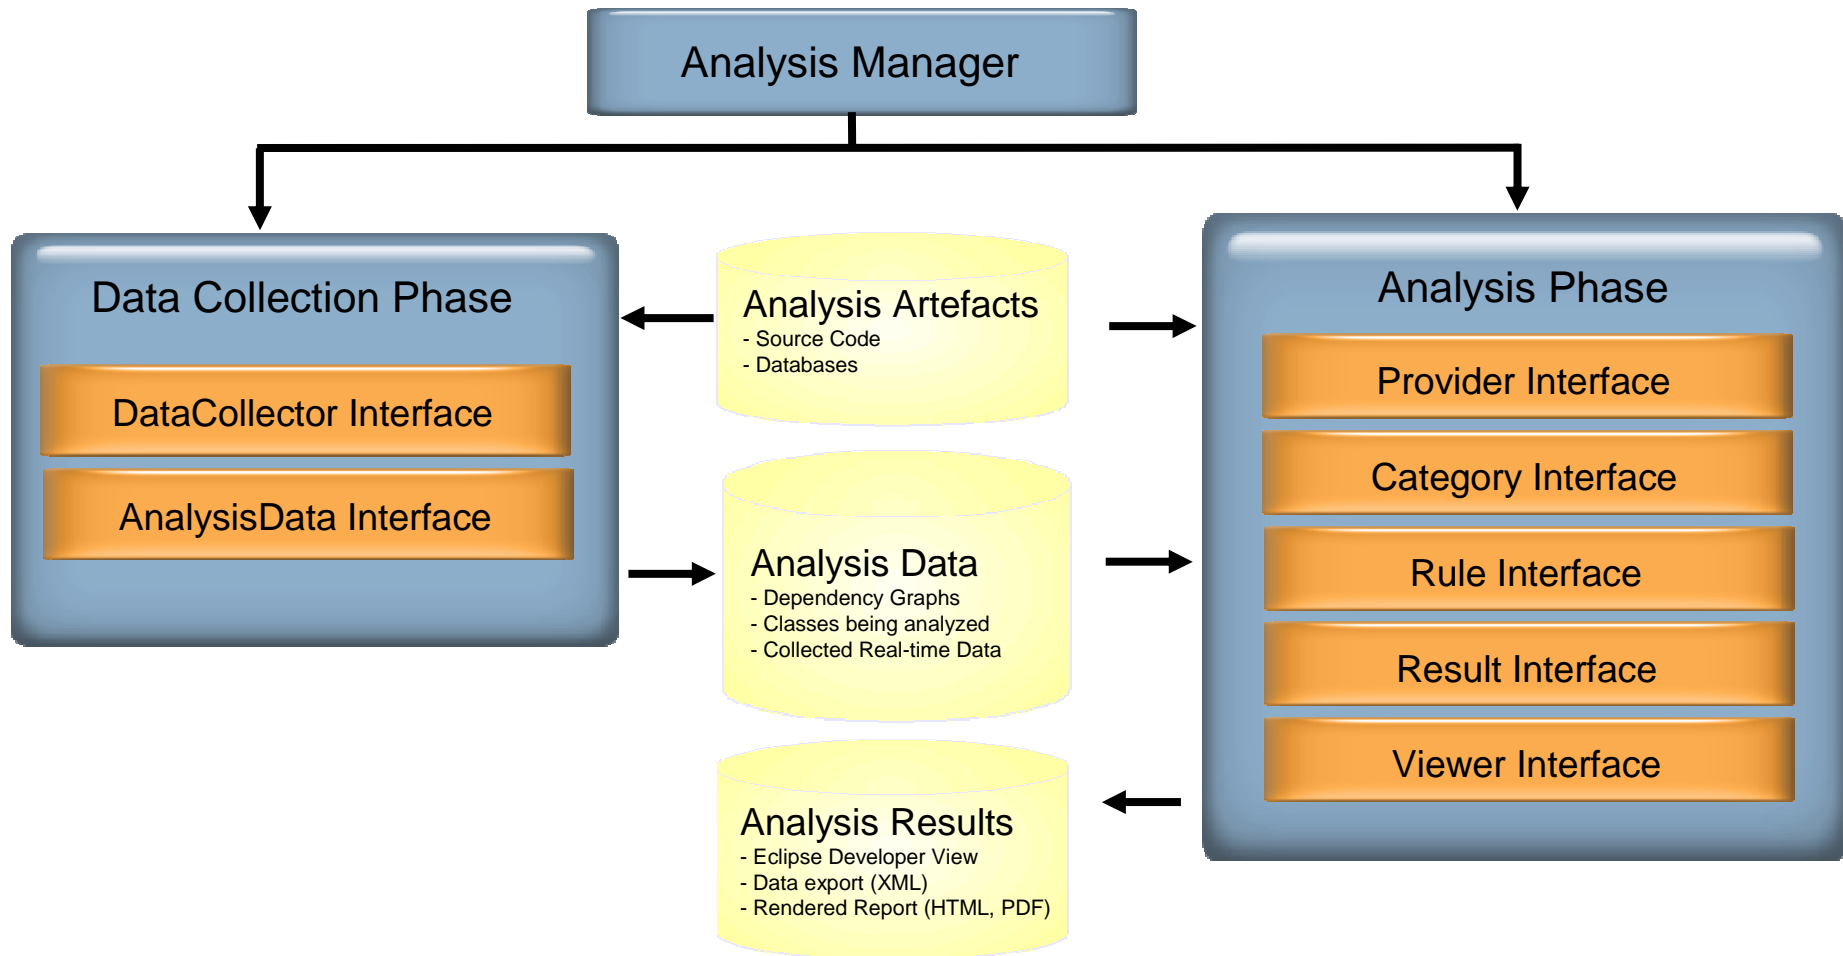 Analysis Manager
Data Collection Phase
DataCollector Interface
AnalysisData Interface
Analysis Artefacts
- Source Code
- Databases
Analysis Data
- Dependency Graphs
- Classes being analyzed
- Collected Real-time Data
Analysis Results
- Eclipse Developer View
- Data export (XML)
- Rendered Report (HTML, PDF)
Analysis Phase
Provider Interface
Category Interface
Rule Interface
Result Interface
Viewer Interface